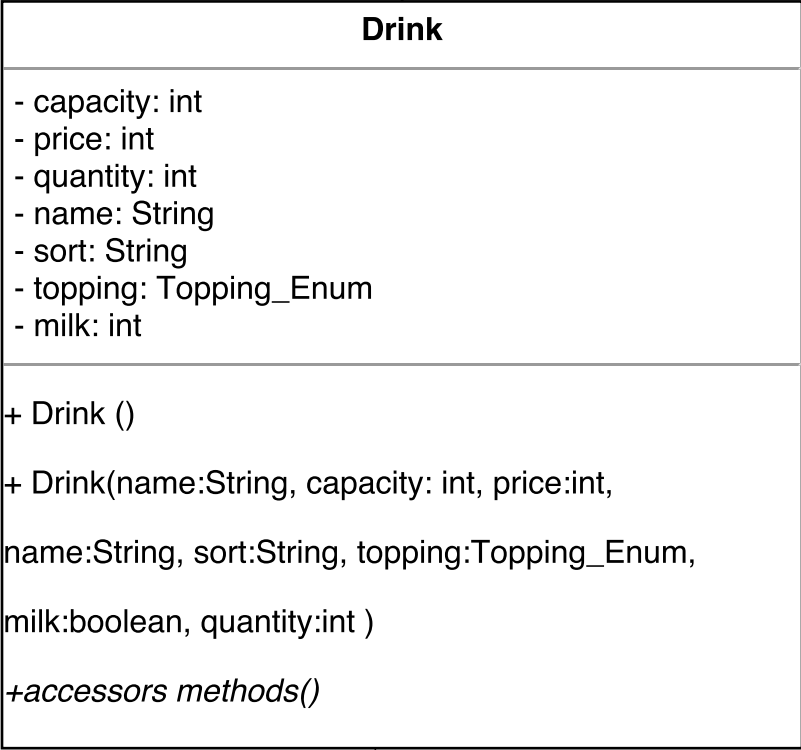 Drink
- capacity: int
- price: int
- quantity: int
- name: String
- sort: String
- topping: Topping_Enum
- milk: int
+ Drink ()
+ Drink(name:String, capacity: int, price:int,
name:String, sort:String, topping:Topping_Enum,
milk:boolean, quantity:int )
+accessors methods()